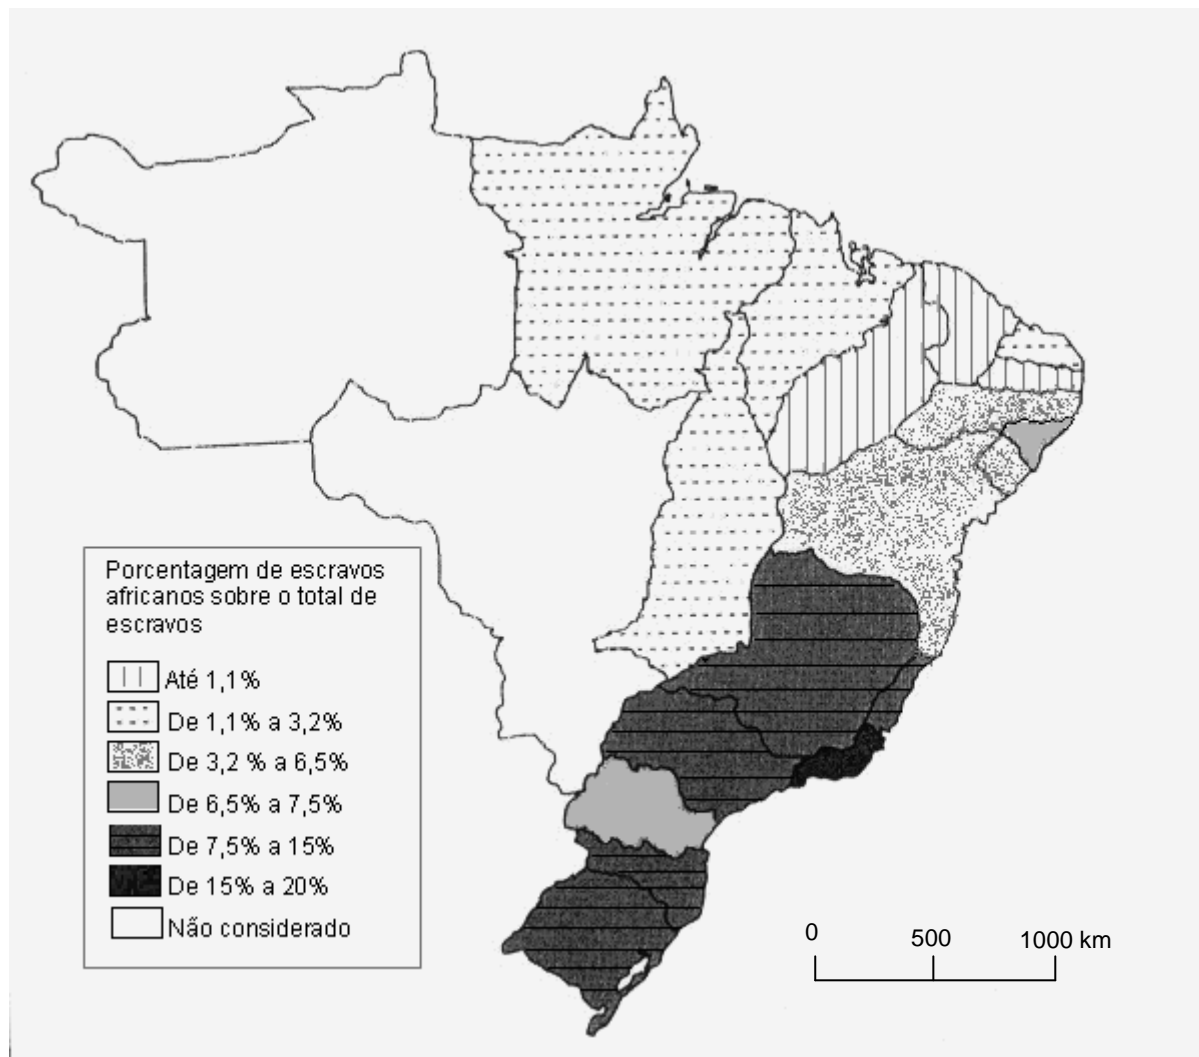 Porcentagem de escravos
africanos sobre o total de
escravos
Até 1,1%
De 1,1% a 3,2%
De 3,2 % a 6,5%
De 6,5% a 7,5%
De 7,5% a 15%
De 15% a 20%
Não considerado
0 500 1000 km